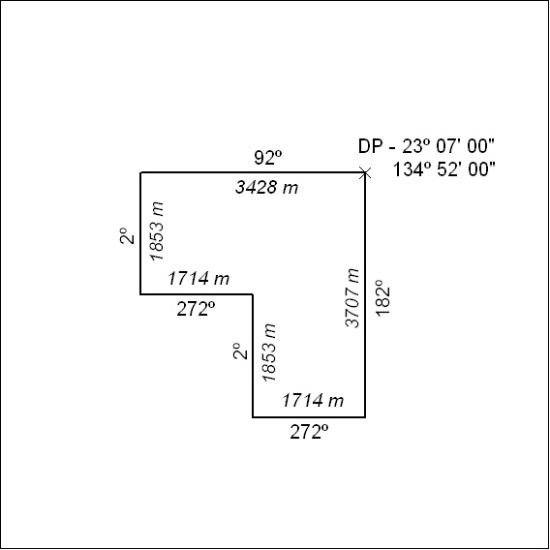 DP - 23º 07' 00"
134º 52' 00"
92º
3428 m
2º
1853 m
1714 m
272º
3707 m
182º
2º
1853 m
1714 m
272º